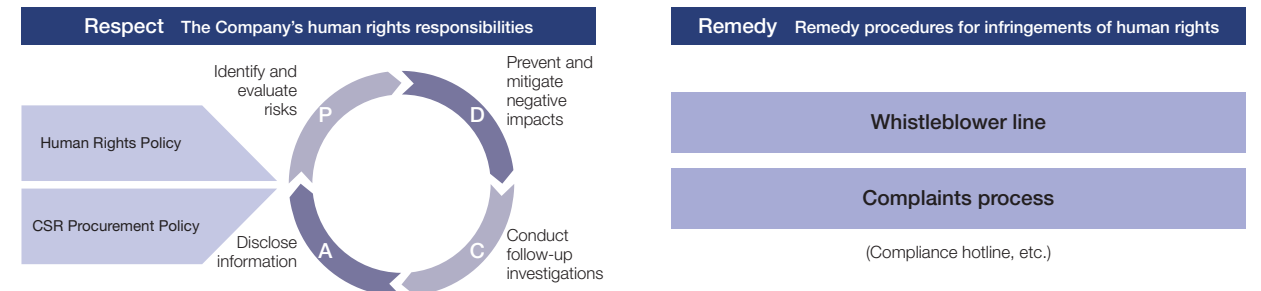 Respect The Company’s human rights responsibilities
Identify and
evaluate
risks
Prevent and
mitigate
negative
impacts
P
D
Human Rights Policy
CSR Procurement Policy
Disclose
information
A
C
Conduct
follow-up
investigations
Remedy Remedy procedures for infringements of human rights
Whistleblower line
Complaints process
(Compliance hotline, etc.)